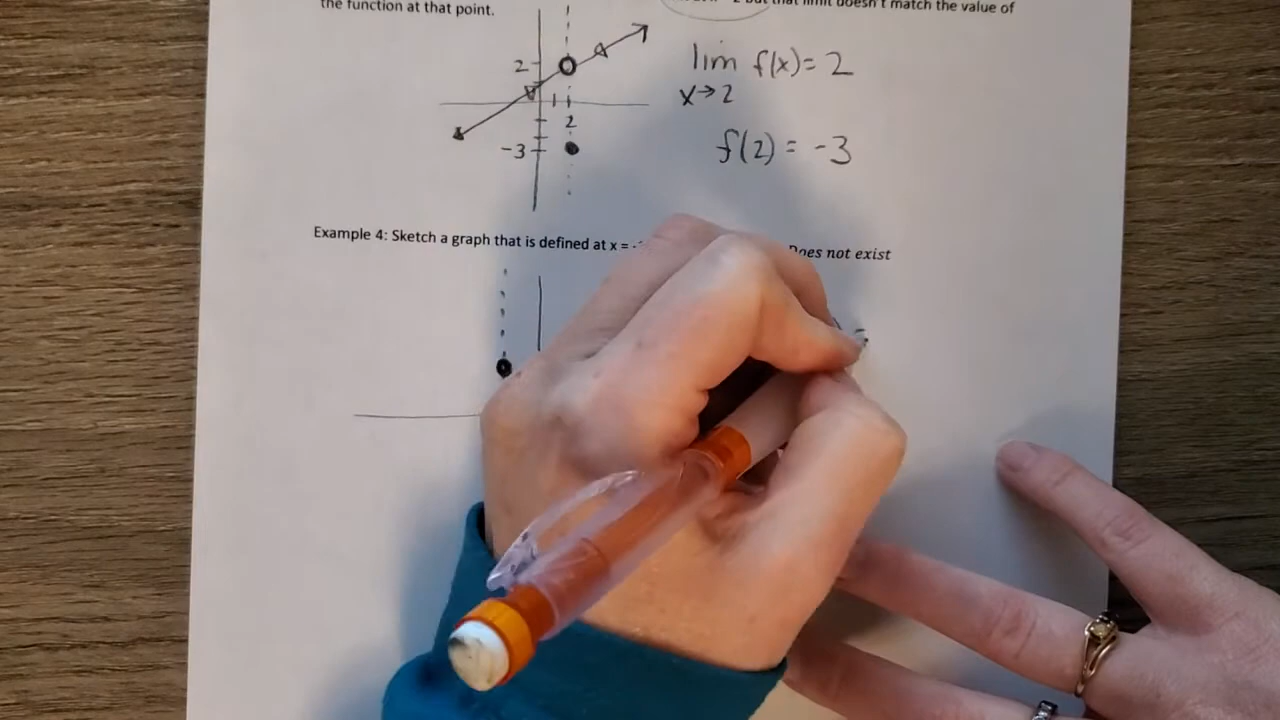 but that limit doesn't match the value of
the function at that point.
2
lim f(x) = 2
x→2
2
-3
f(2) = -3
Example 4: Sketch a graph that is defined at x =
Does not exist